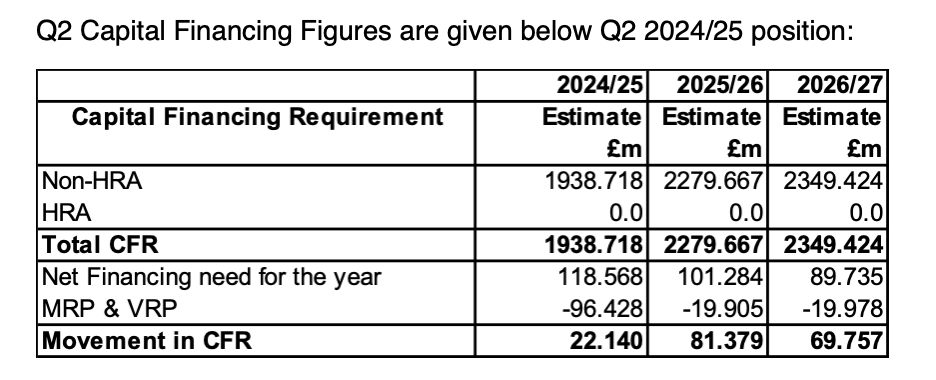 Q2 Capital Financing Figures are given below Q2 2024/25 position:
2024/25 2025/26 2026/27
Capital Financing Requirement Estimate Estimate Estimate
£m £m £m
Non-HRA 1938.718 2279.667 2349.424
HRA 0.0 0.0 0.0
Total CFR 1938.718 2279.667 2349.424
Net Financing need for the year 118.568 101.284 89.735
MRP & VRP -96.428 -19.905 -19.978
Movement in CFR 22.140 81.379 69.757